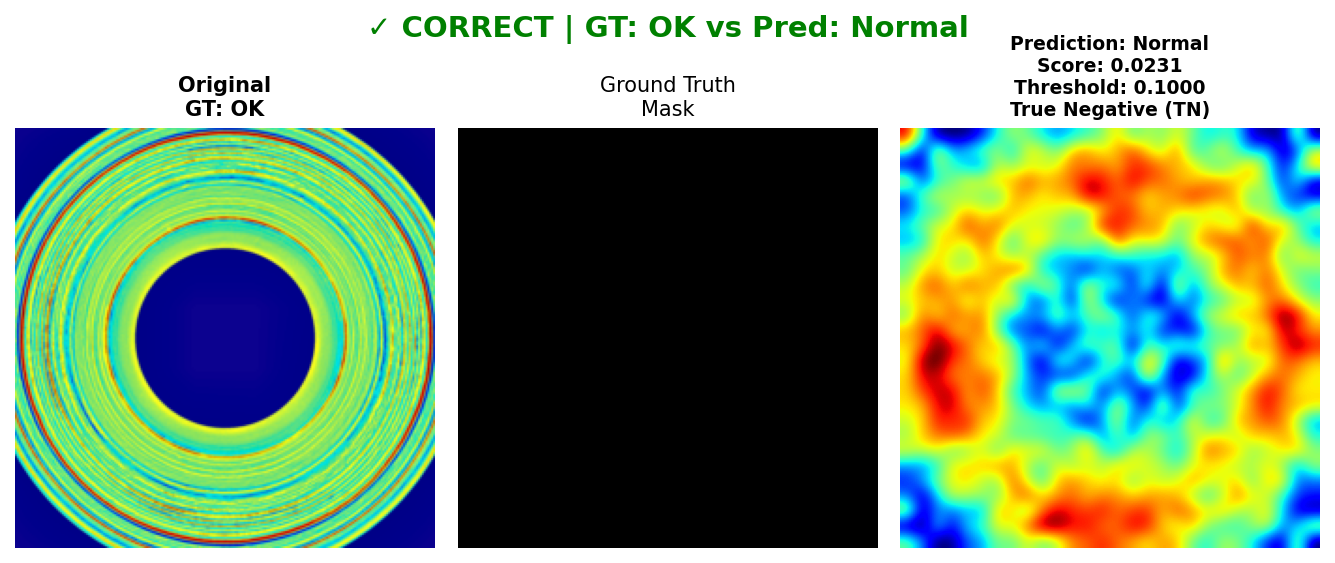 ✓ CORRECT | GT: OK vs Pred: Normal
Original
GT: OK
Ground Truth
Mask
Prediction: Normal
Score: 0.0231
Threshold: 0.1000
True Negative (TN)